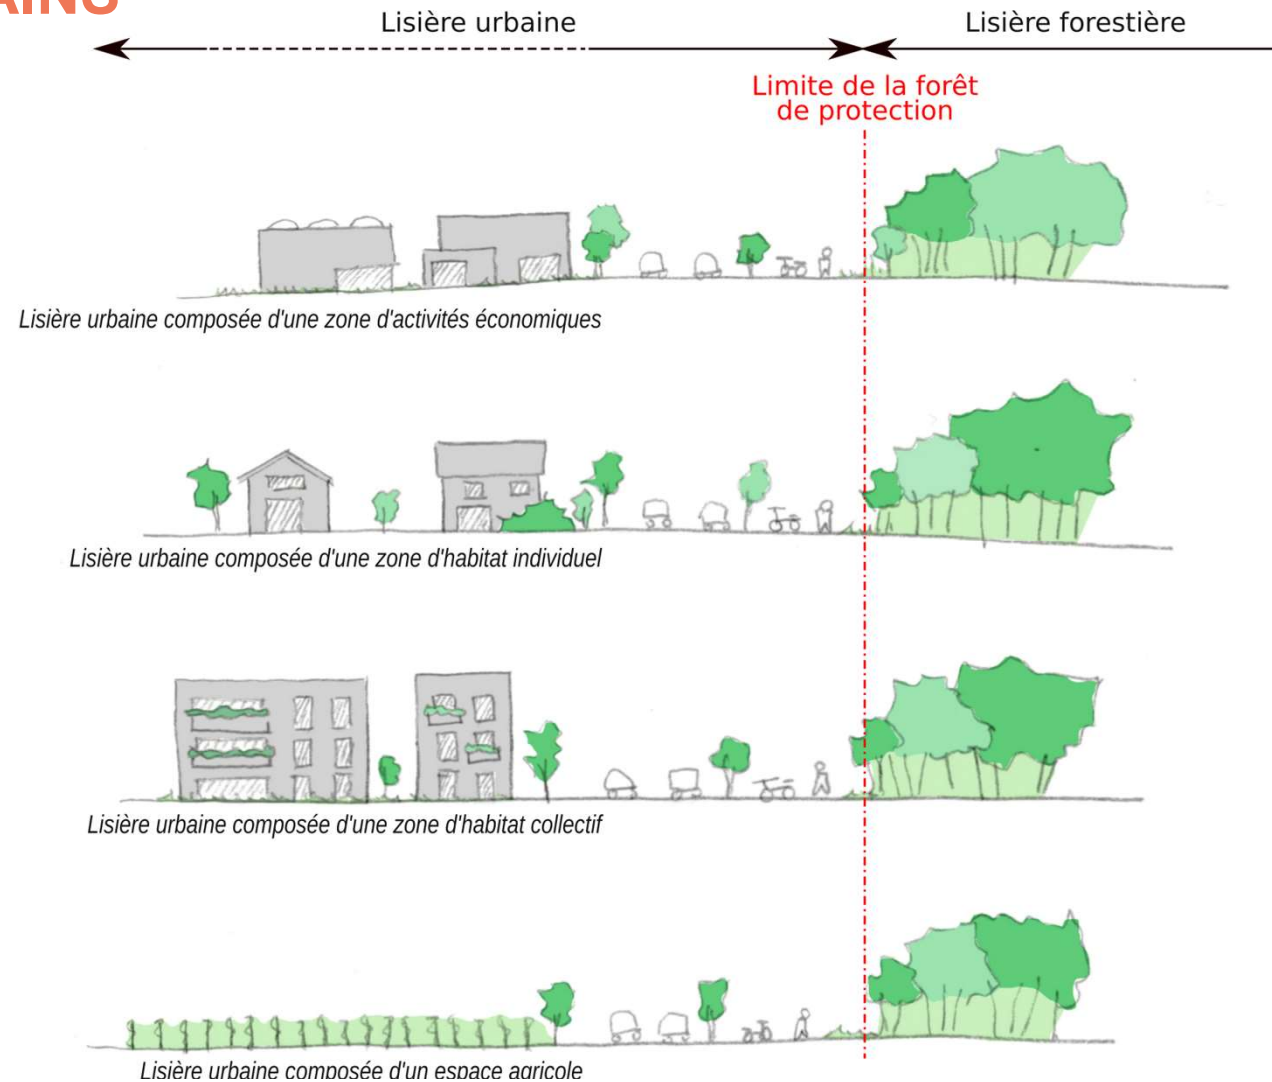 Lisière urbaine
Lisière forestière
Limite de la forêt
de protection
Lisière urbaine composée d'une zone d'activités économiques
Lisière urbaine composée d'une zone d'habitat individuel
Lisière urbaine composée d'une zone d'habitat collectif
Lisière urbaine composée d'un espace agricole